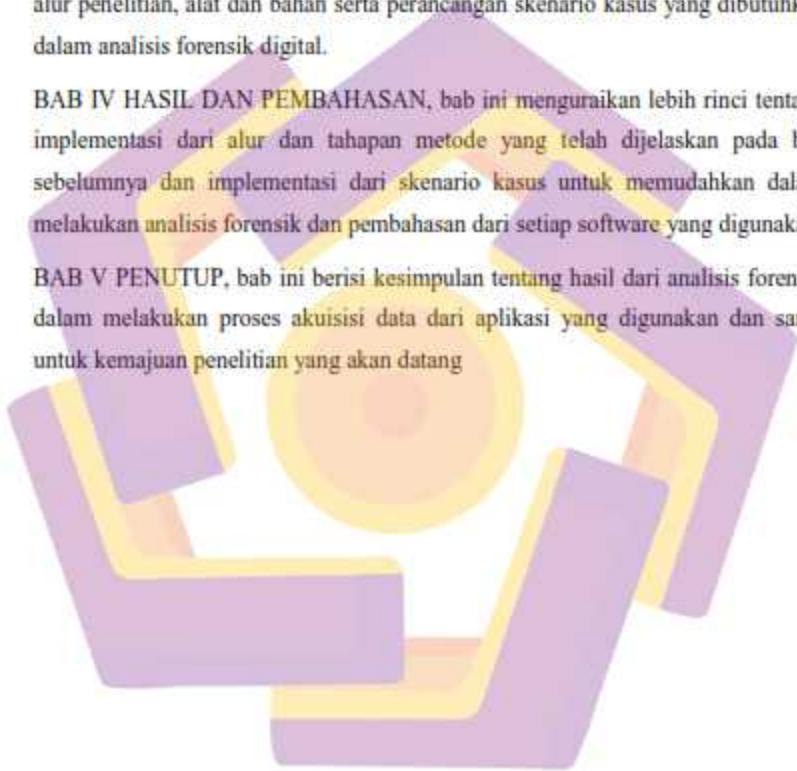 alur penelitian, alat dan bahan serta perancangan skenario kasus yang dibutuhk
dalam analisis forensik digital.
BAB IV HASIL DAN PEMBAHASAN, bab ini menguraikan lebih rinci tenta
implementasi dari alur dan tahapan metode yang telah dijelaskan pada b
sebelumnya dan implementasi dari skenario kasus untuk memudahkan dala
melakukan analisis forensik dan pembahasan dari setiap software yang digunaka
BAB V PENUTUP, bab ini berisi kesimpulan tentang hasil dari analisis foren
dalam melakukan proses akuisisi data dari aplikasi yang digunakan dan sar
untuk kemajuan penelitian yang akan datang